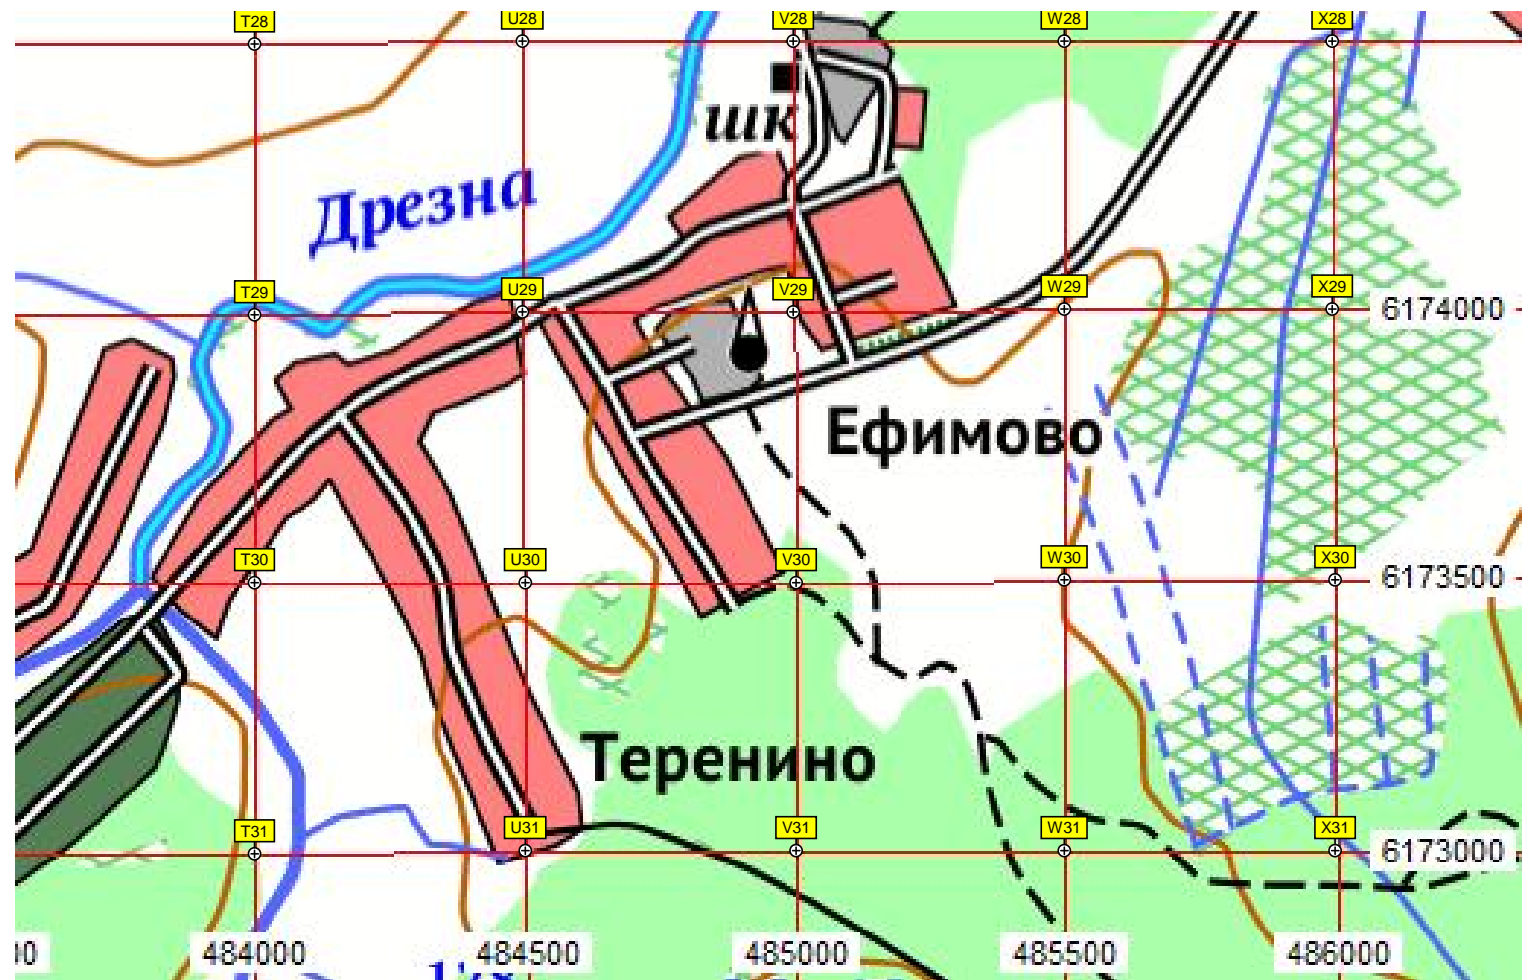 T28 U28 V28 W28 X28
шк
Дрезна
T29 U29 V29 W29 X29
6174000
Ефимово
T30 U30 V30 W30 X30
6173500
Теренино
T31 U31 V31 W31 X31
6173000
484000 484500 485000 485500 486000